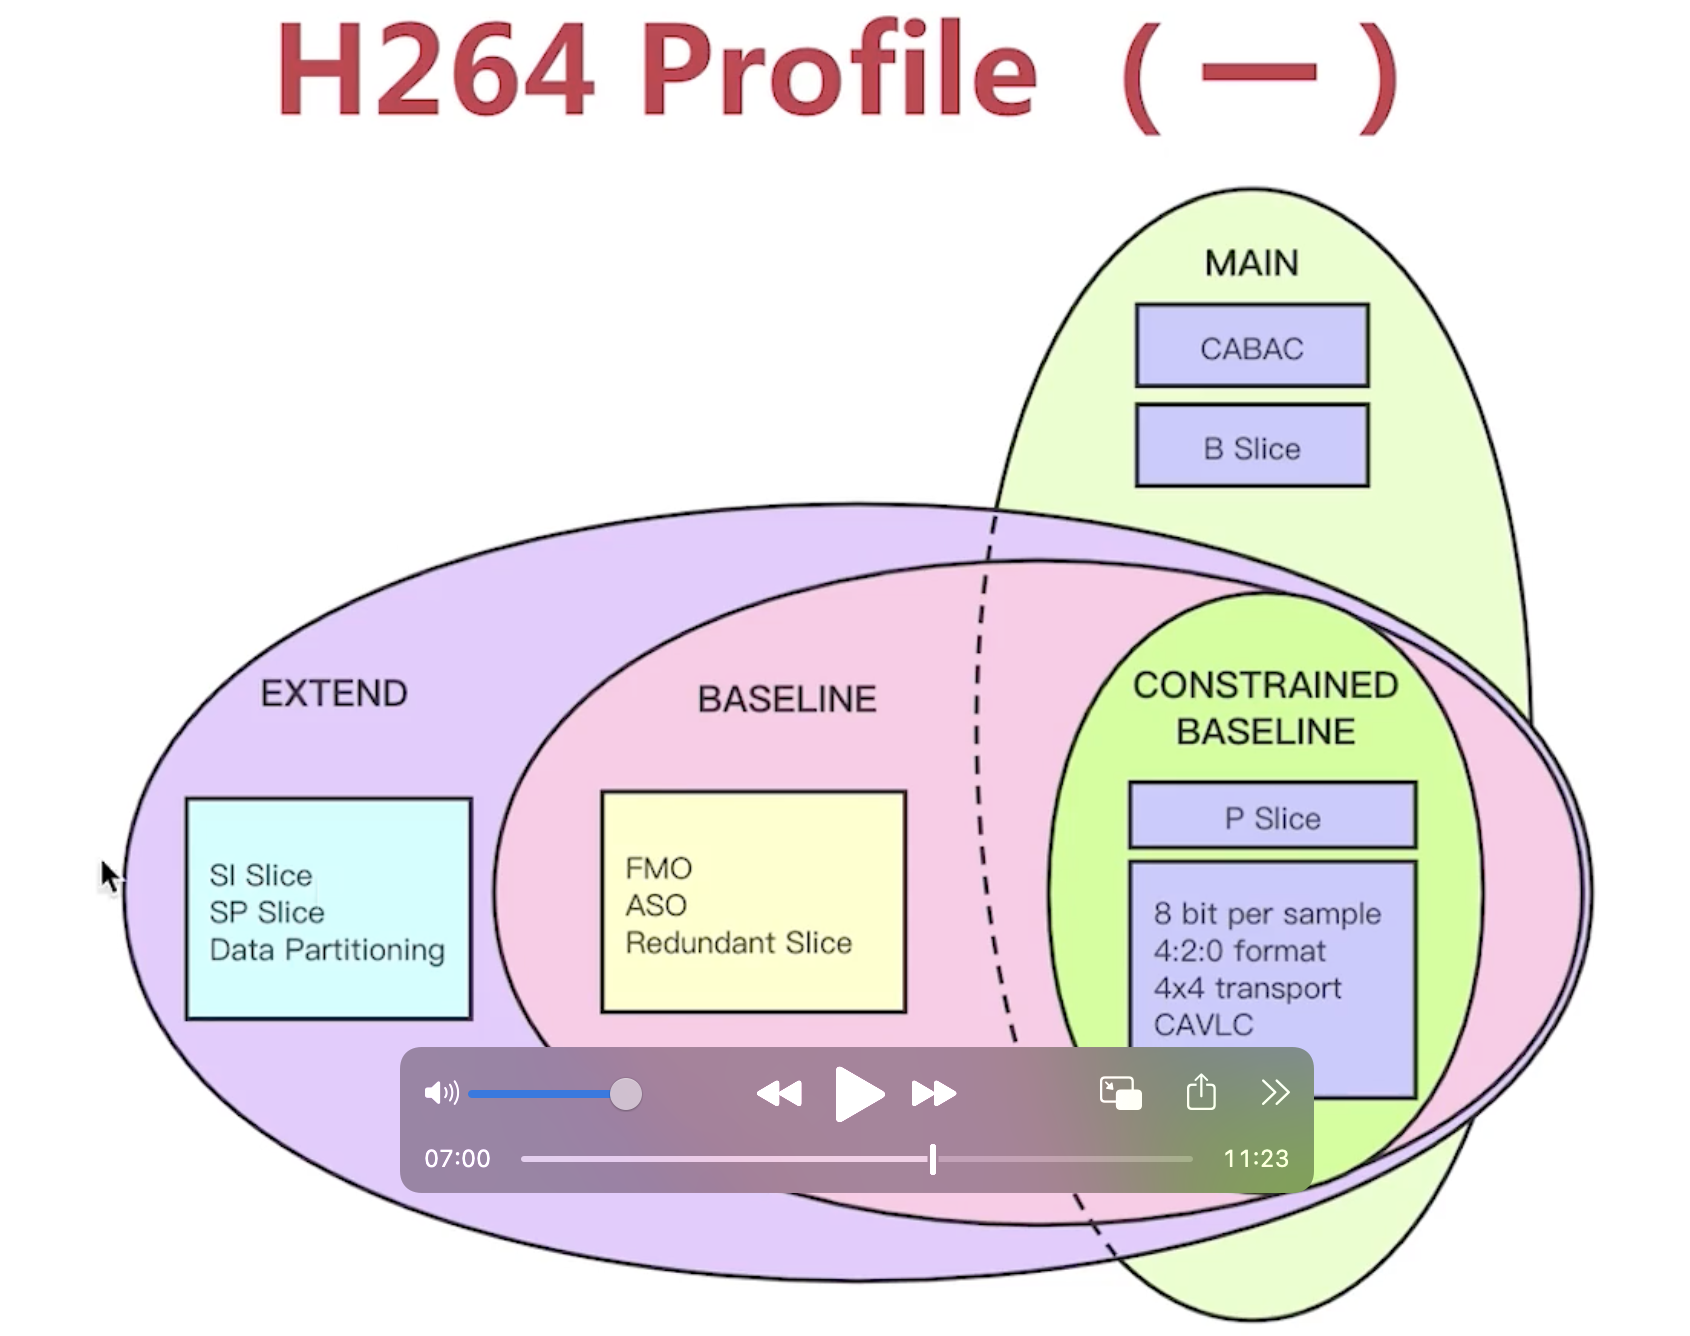 H264 Profile（一）
MAIN
CABAC
B Slice
EXTEND
BASELINE
CONSTRAINED
BASELINE
SI Slice
SP Slice
Data Partitioning
FMO
ASO
Redundant Slice
P Slice
8 bit per sample
4:2:0 format
4x4 transport
CAVLC
07:00
11:23